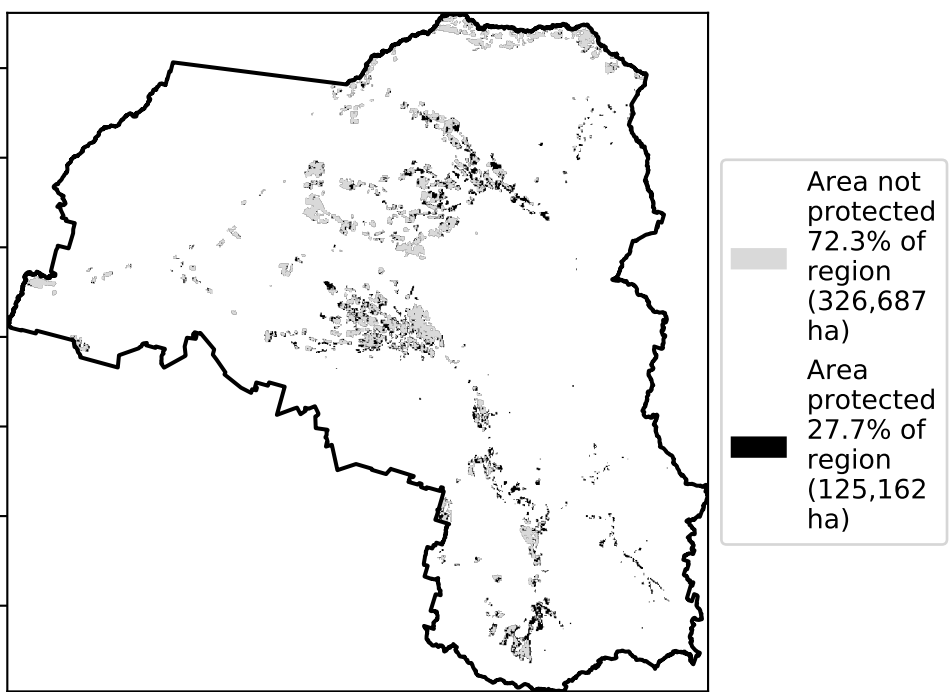 Area not
protected
72.3% of
region
(326,687
ha)
Area
protected
27.7% of
region
(125,162
ha)